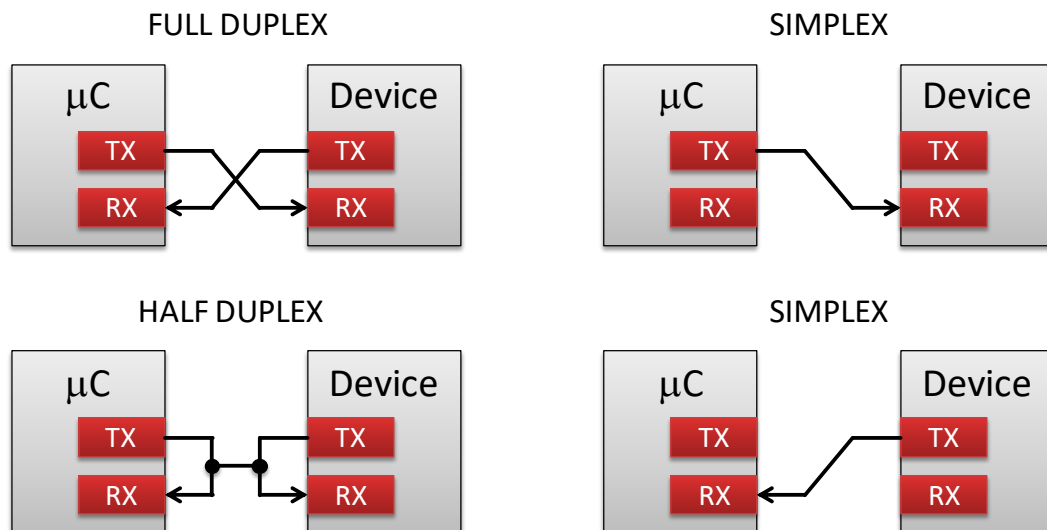 FULL DUPLEX
μC
Device
TX
TX
RX
RX
SIMPLEX
μC
Device
TX
TX
RX
RX
HALF DUPLEX
μC
Device
TX
TX
RX
RX
SIMPLEX
μC
Device
TX
TX
RX
RX